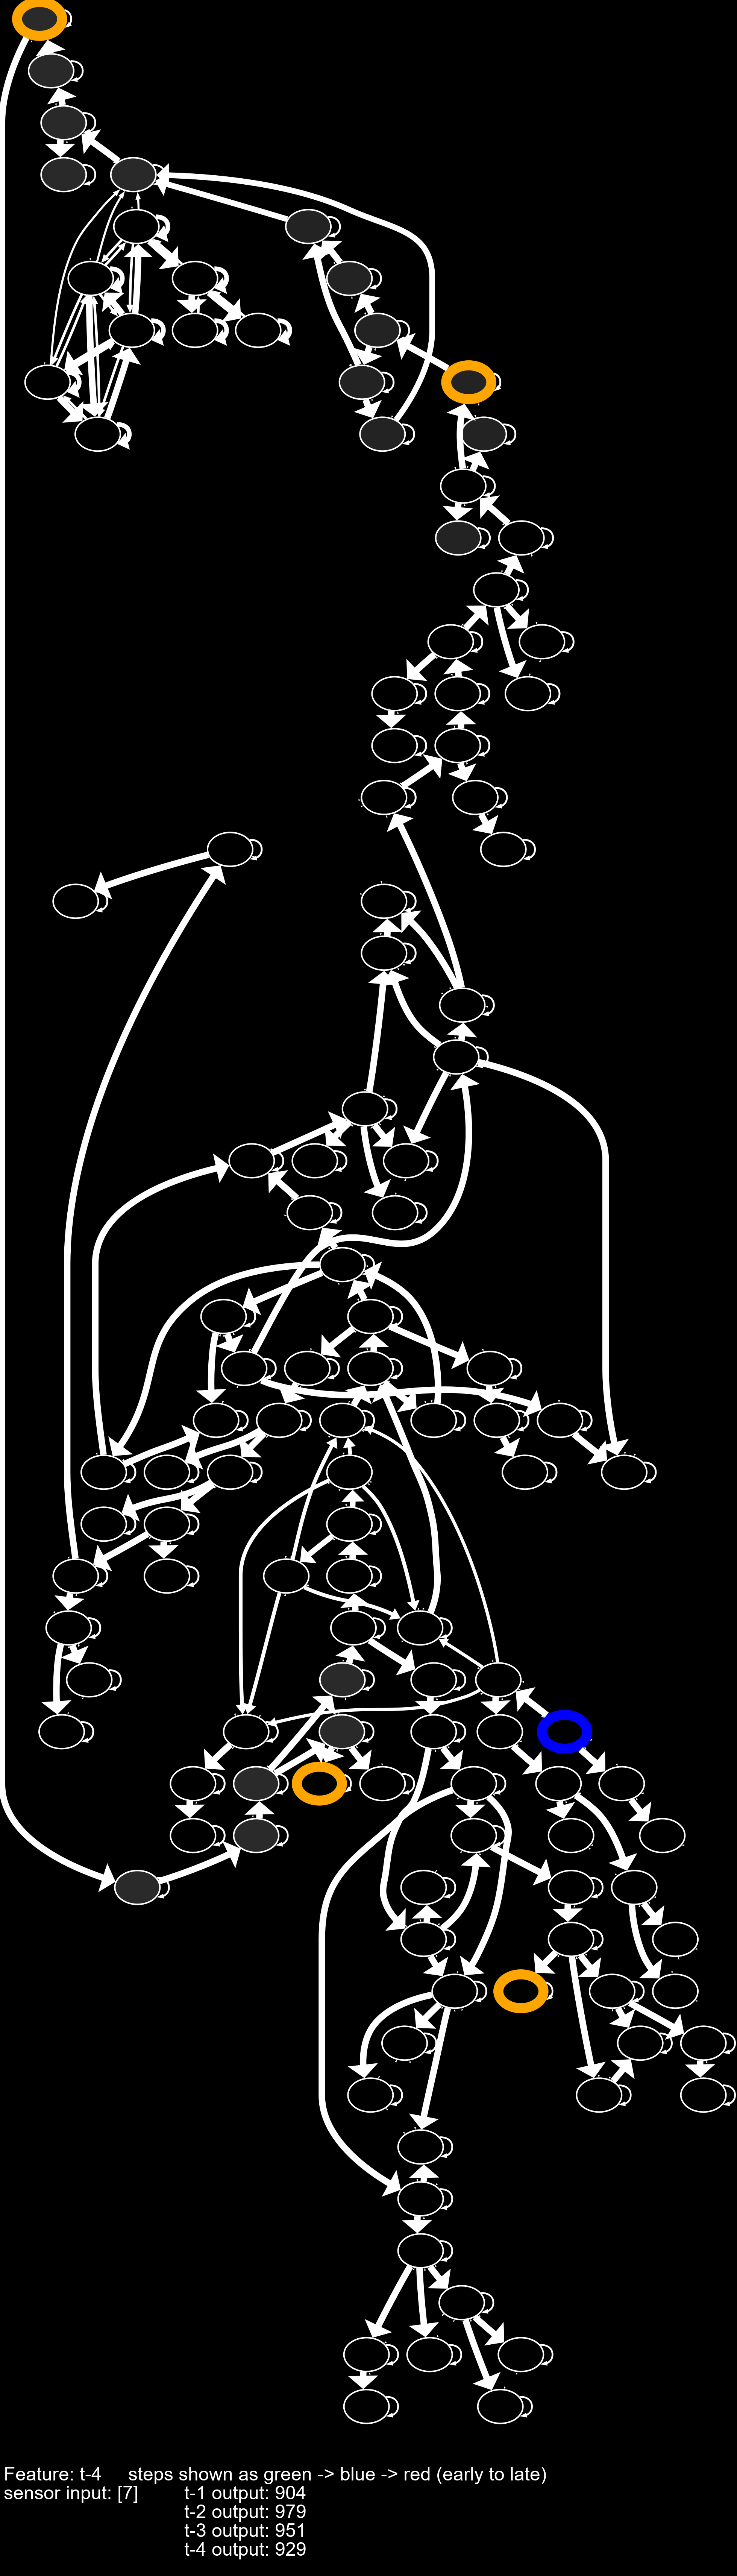 Feature: t-4 steps shown as green -> blue -> red (early to late)
sensor input: [7] t-1 output: 904
t-2 output: 979
t-3 output: 951
t-4 output: 929